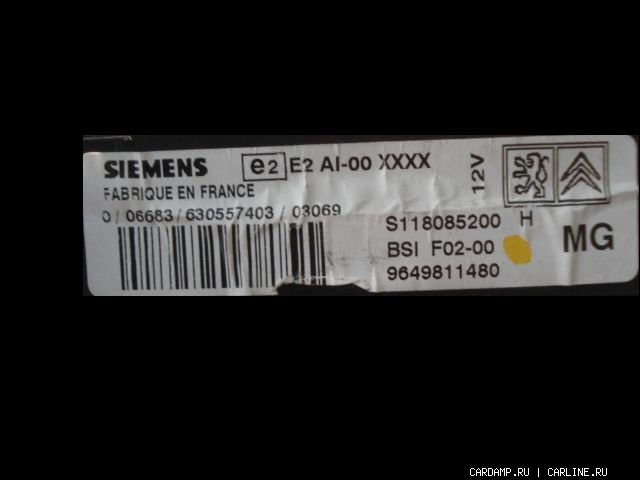 SIEMENS e2 E2 AI-00 XXXX
FABRIQUE EN FRANCE
0/06683/630557403/03069
12V
S118085200 H
BSI F02-00
9649811480
MG
CARDAMP.RU | CARLINE.RU